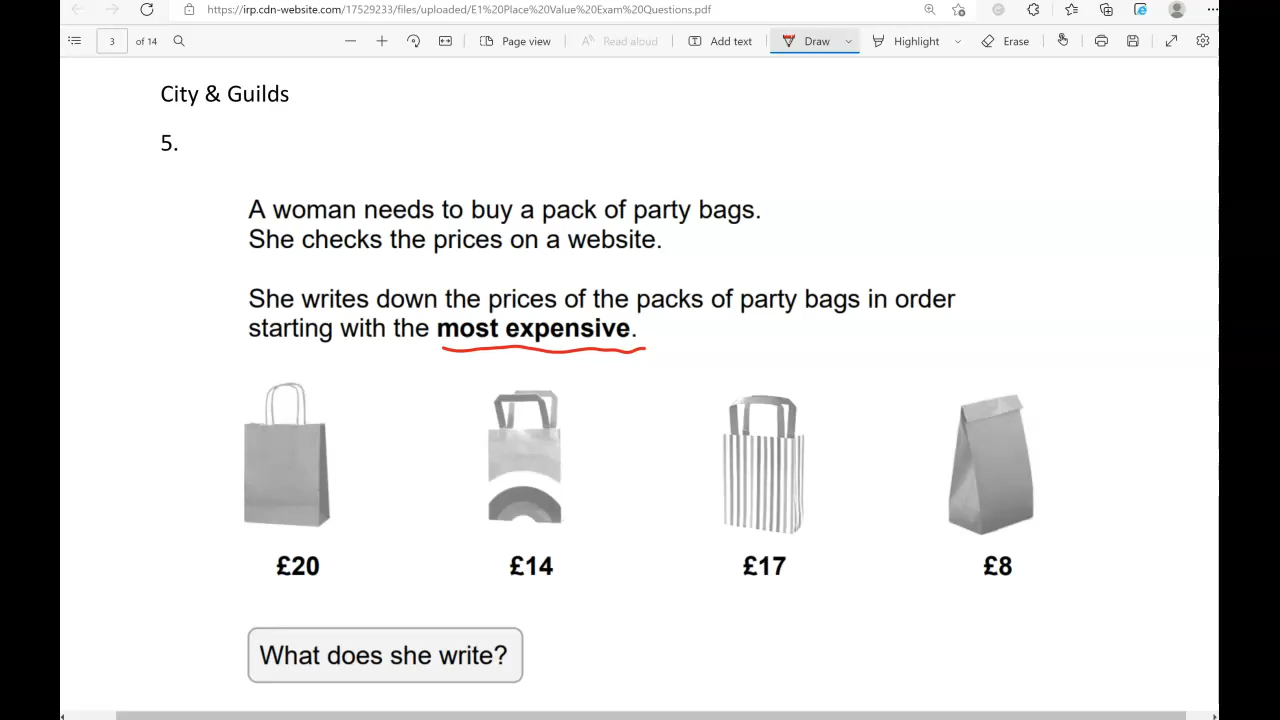 https://irp.cdn-website.com/17529233/files/uploaded/E1%20Place%20Value%20Exam%20Questions.pdf
3 of 14 Page view Read aloud Add text Draw Highlight Erase
City & Guilds
5.
A woman needs to buy a pack of party bags.
She checks the prices on a website.
She writes down the prices of the packs of party bags in order
starting with the most expensive.
£20 £14 £17 £8
What does she write?